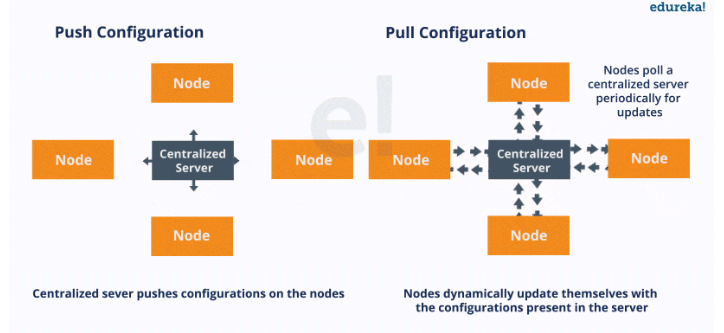 edureka!
Push Configuration
Node
Node
Centralized
Server
Node
Node
Centralized sever pushes configurations on the nodes
Pull Configuration
Nodes poll a
centralized server
periodically for
updates
Node
Node
Centralized
Server
Node
Node
Nodes dynamically update themselves with
the configurations present in the server
e!